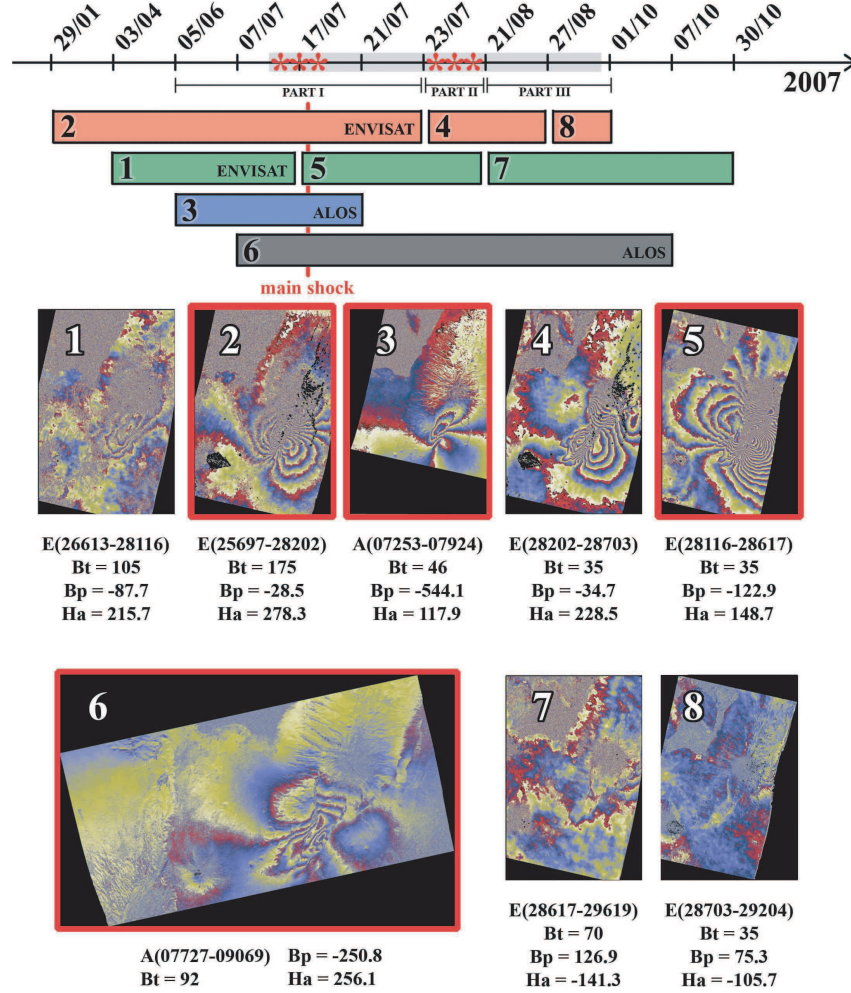 29/01 03/04 05/06 07/07 17/07 21/07 23/07 21/08 27/08 01/10 07/10 30/10
2007
PART I PART II PART III
2 ENVISAT 4 8
1 ENVISAT 5 7
3 ALOS
6 ALOS
main shock
1 2 3 4 5
E(26613-28116) E(25697-28202) A(07253-07924) E(28202-28703) E(28116-28617)
Bt = 105 Bt = 175 Bt = 46 Bt = 35 Bt = 35
Bp = -87.7 Bp = -28.5 Bp = -544.1 Bp = -34.7 Bp = -122.9
Ha = 215.7 Ha = 278.3 Ha = 117.9 Ha = 228.5 Ha = 148.7
6 7 8
E(28617-29619) E(28703-29204)
Bt = 70 Bt = 35
Bp = 126.9 Bp = 75.3
Ha = -141.3 Ha = -105.7
A(07727-09069) Bp = -250.8
Bt = 92 Ha = 256.1